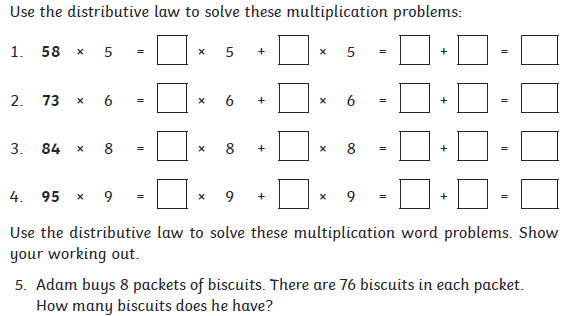 Use the distributive law to solve these multiplication problems:
1. 58 × 5 = × 5 + × 5 = + =
2. 73 × 6 = × 6 + × 6 = + =
3. 84 × 8 = × 8 + × 8 = + =
4. 95 × 9 = × 9 + × 9 = + =
Use the distributive law to solve these multiplication word problems. Show
your working out.
5. Adam buys 8 packets of biscuits. There are 76 biscuits in each packet.
How many biscuits does he have?